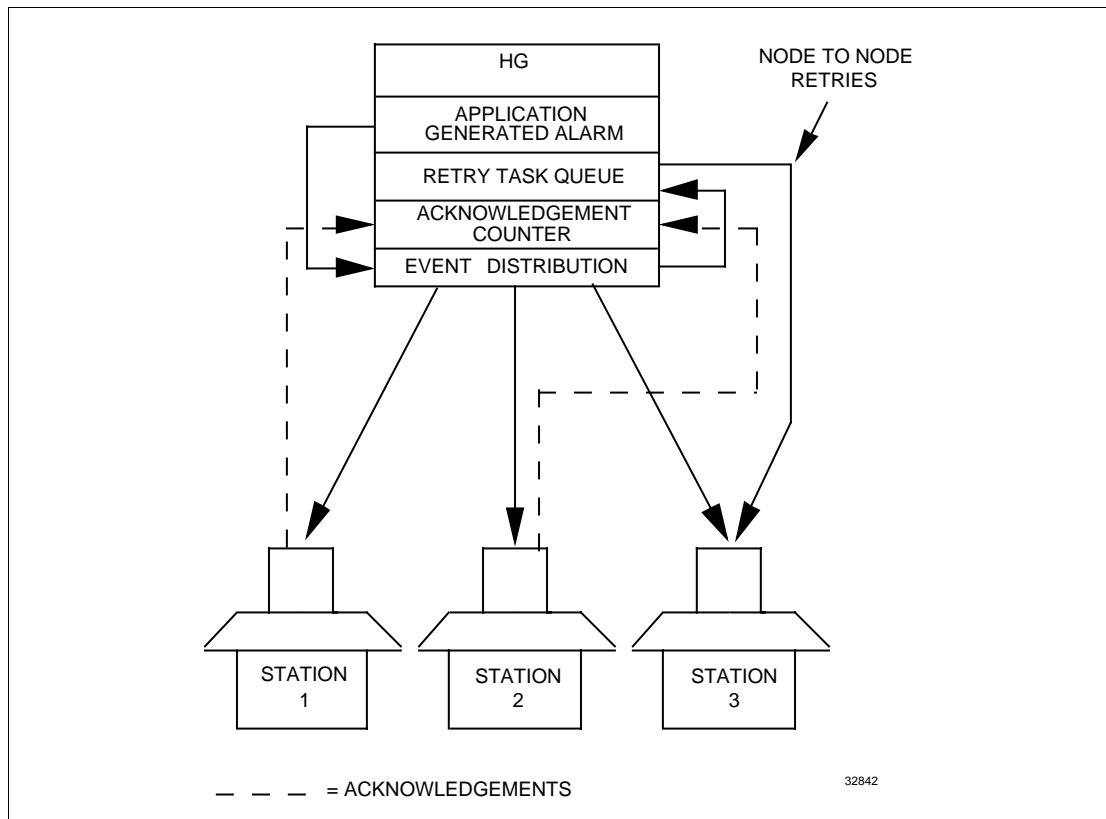 HG
NODE TO NODE
RETRIES
APPLICATION
GENERATED ALARM
RETRY TASK QUEUE
ACKNOWLEDGEMENT
COUNTER
EVENT DISTRIBUTION
STATION
1
STATION
2
STATION
3
= ACKNOWLEDGEMENTS
32842